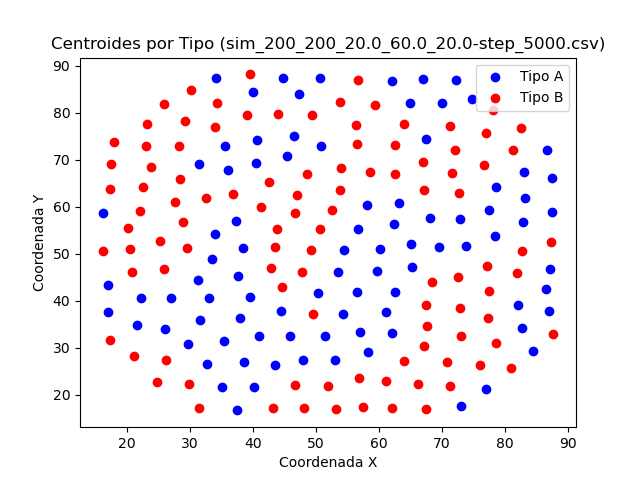 Centroides por Tipo (sim_200_200_20.0_60.0_20.0-step_5000.csv)
Tipo A
Tipo B
90
80
70
60
50
40
30
20
Coordenada Y
20 30 40 50 60 70 80 90
Coordenada X